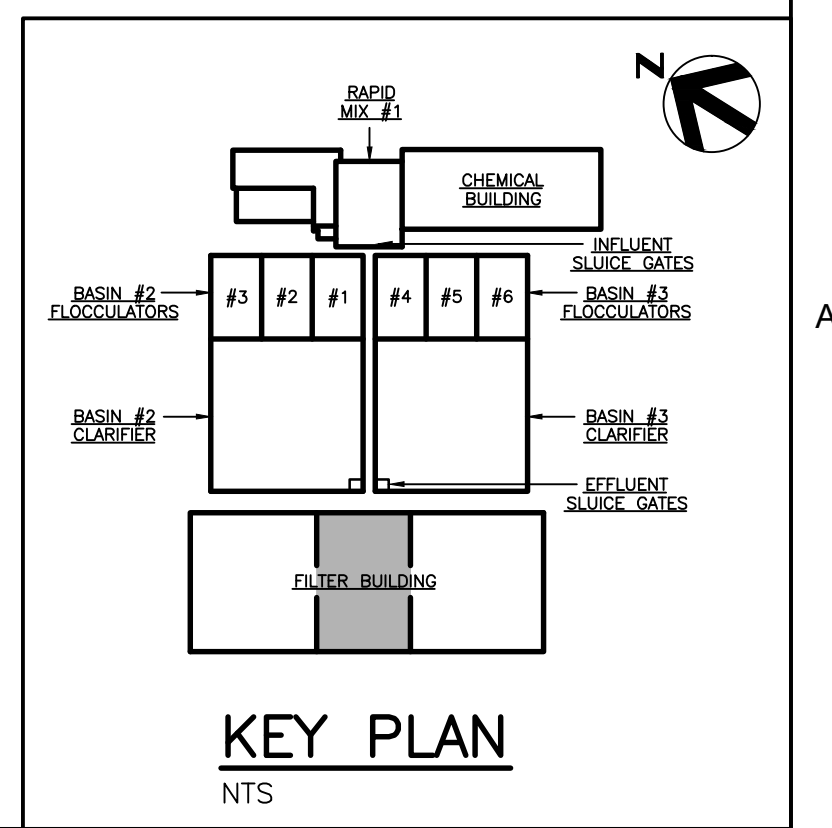 N
RAPID
MIX #1
CHEMICAL
BUILDING
INFLUENT
SLUICE GATES
BASIN #2
FLOCCULATORS
#3
#2
#1
#4
#5
#6
BASIN #3
FLOCCULATORS
A
BASIN #2
CLARIFIER
BASIN #3
CLARIFIER
EFFLUENT
SLUICE GATES
FILTER BUILDING
KEY PLAN
NTS